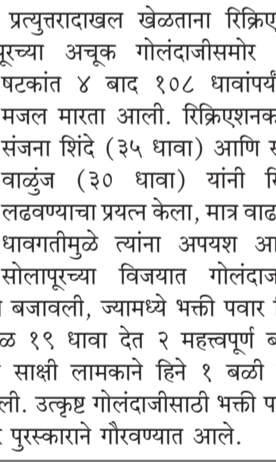 प्रत्युत्तरादाखल खेळताना रिक्रिए
पूरच्या अचूक गोलंदाजीसमोर
षटकांत ४ बाद १०८ धावांपर्यं
मजल मारता आली. रिक्रिएशनक
संजना शिंदे (३५ धावा) आणि स
वाळुंज (३० धावा) यांनी
लढवण्याचा प्रयत्न केला, मात्र वाढ
धावगतीमुळे त्यांना अपयश आ
सोलापूरच्या विजयात गोलंदाज
बजावली, ज्यामध्ये भक्ती पवार
ळ १९ धावा देत २ महत्त्वपूर्ण ब
साक्षी लामकाने हिने १ बळी
ली. उत्कृष्ट गोलंदाजीसाठी भक्ती प
पुरस्काराने गौरवण्यात आले.